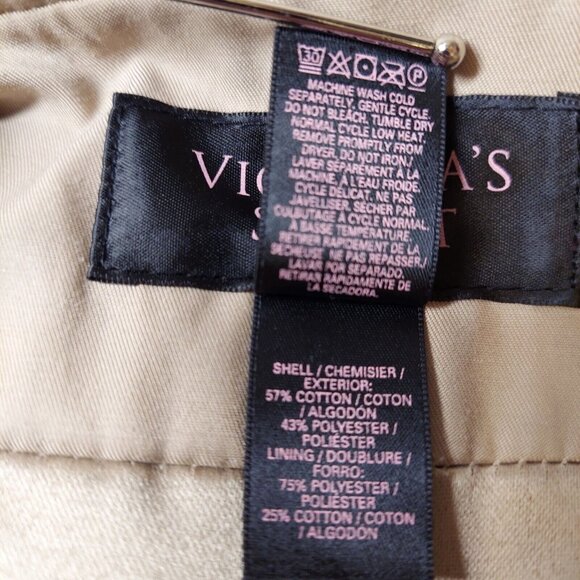 30 P
MACHINE WASH COLD
SEPARATELY, GENTLE CYCLE.
DO NOT BLEACH. TUMBLE DRY
NORMAL CYCLE LOW HEAT.
REMOVE PROMPTLY FROM
DRYER. DO NOT IRON./
LAVER SÉPARÉMENT À LA
MACHINE, À L'EAU FROIDE,
CYCLE DÉLICAT. NE PAS
JAVELLISER. SÉCHER PAR
CULBUTAGE À CYCLE NORMAL,
À BASSE TEMPÉRATURE.
RETIRER RAPIDEMENT DE LA
SÉCHEUSE NE PAS REPASSER./
LAVAR POR SEPARADO.
RETIRAR RAPIDAMENTE DE
LA SECADORA.
VIC A'S
S T
SHELL / CHEMISIER /
EXTERIOR:
57% COTTON / COTON
/ ALGODÓN
43% POLYESTER /
POLIÉSTER
LINING / DOUBLURE /
FORRO:
75% POLYESTER /
POLIÉSTER
25% COTTON / COTON
/ ALGODÓN